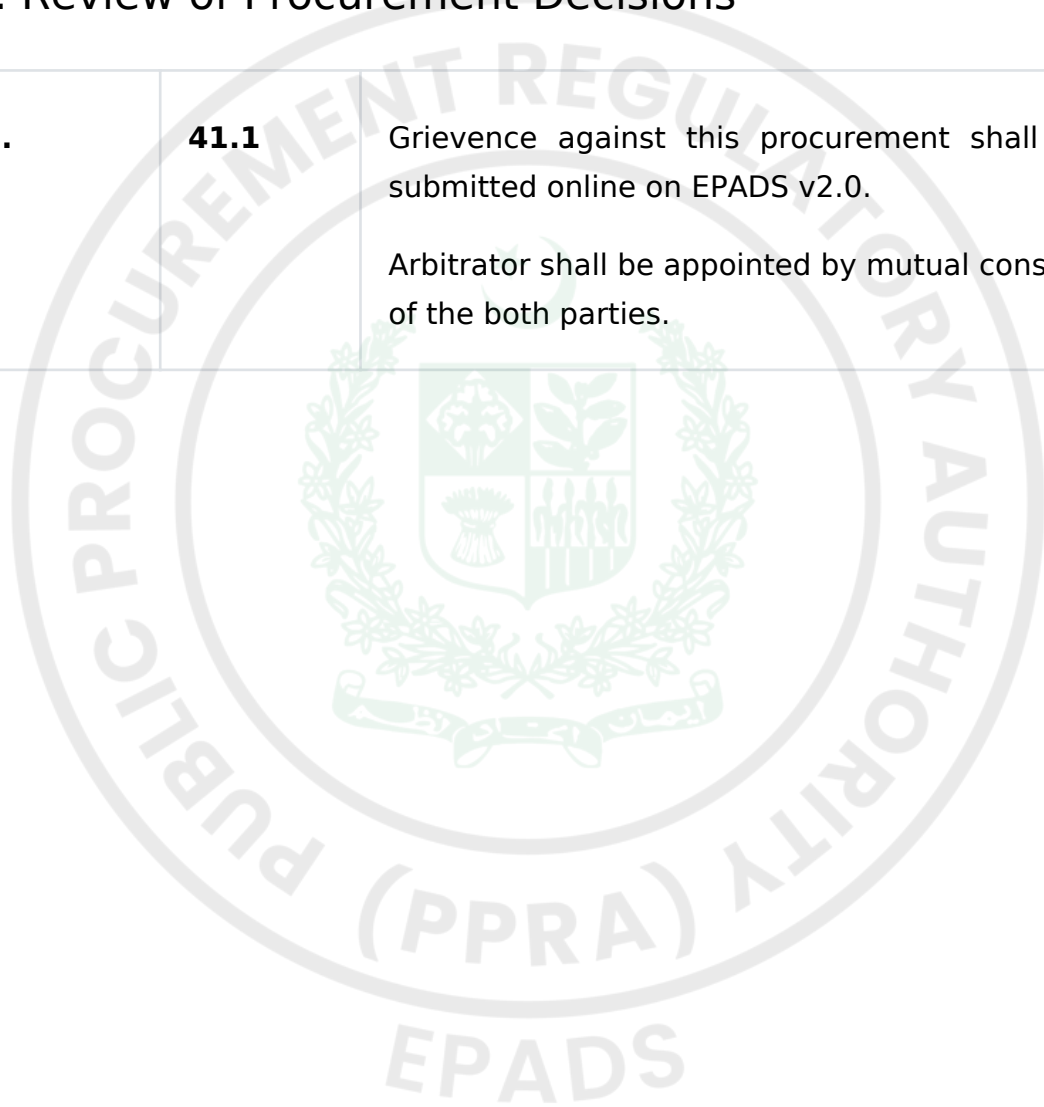 . Review of Procurement Decisions
.
41.1
Grievence against this procurement shall
submitted online on EPADS v2.0.
Arbitrator shall be appointed by mutual cons
of the both parties.
PUBLIC PROCUREMENT REGULATORY AUTHORITY
(PPRA)
EPADS